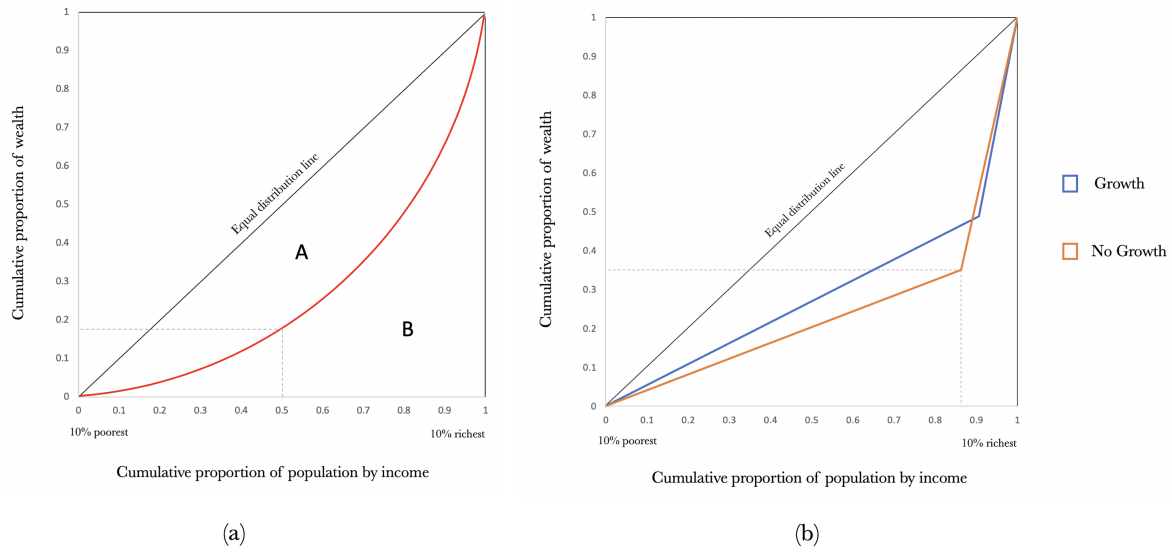 1
0.9
0.8
0.7
0.6
0.5
0.4
0.3
0.2
0.1
0
Cumulative proportion of wealth
Equal distribution line
A
B
0 0.1 0.2 0.3 0.4 0.5 0.6 0.7 0.8 0.9 1
10% poorest 10% richest
Cumulative proportion of population by income
(a)
1
0.9
0.8
0.7
0.6
0.5
0.4
0.3
0.2
0.1
0
Cumulative proportion of wealth
Equal distribution line
0 0.1 0.2 0.3 0.4 0.5 0.6 0.7 0.8 0.9 1
10% poorest 10% richest
Cumulative proportion of population by income
Growth
No Growth
(b)